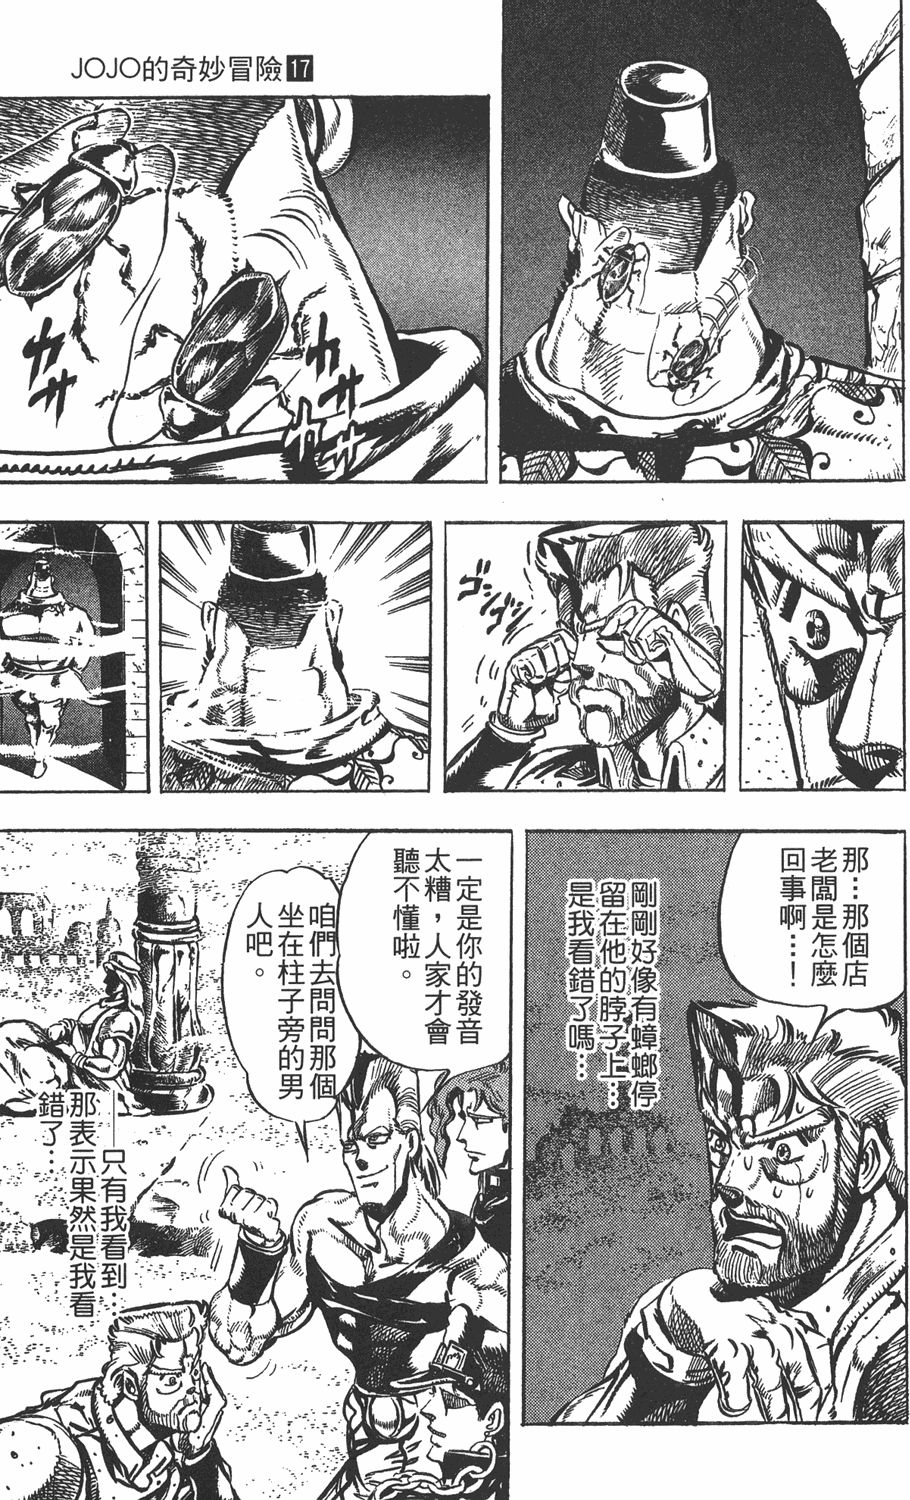 JOJO的奇妙冒險17
カサ
カサ
ゴシゴシ
那…那個店
老闆是怎麼
回事啊…！
剛剛好像有蟑螂停
留在他的脖子上…
是我看錯了嗎…
一定是你的發音
太糟，人家才會
聽不懂啦。
咱們去問問那個
坐在柱子旁的男
人吧。
——只有我看到…
那表示果然是我看
錯了…